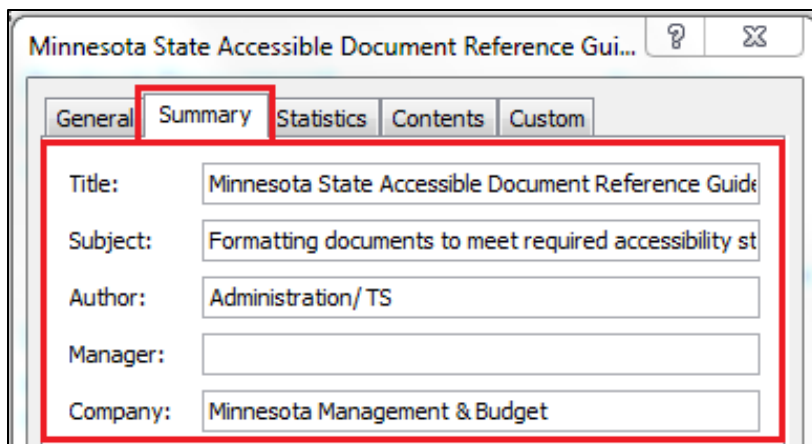 Minnesota State Accessible Document Reference Gui... ?
General Summary Statistics Contents Custom
Title: Minnesota State Accessible Document Reference Guide
Subject: Formatting documents to meet required accessibility st
Author: Administration/ TS
Manager:
Company: Minnesota Management & Budget